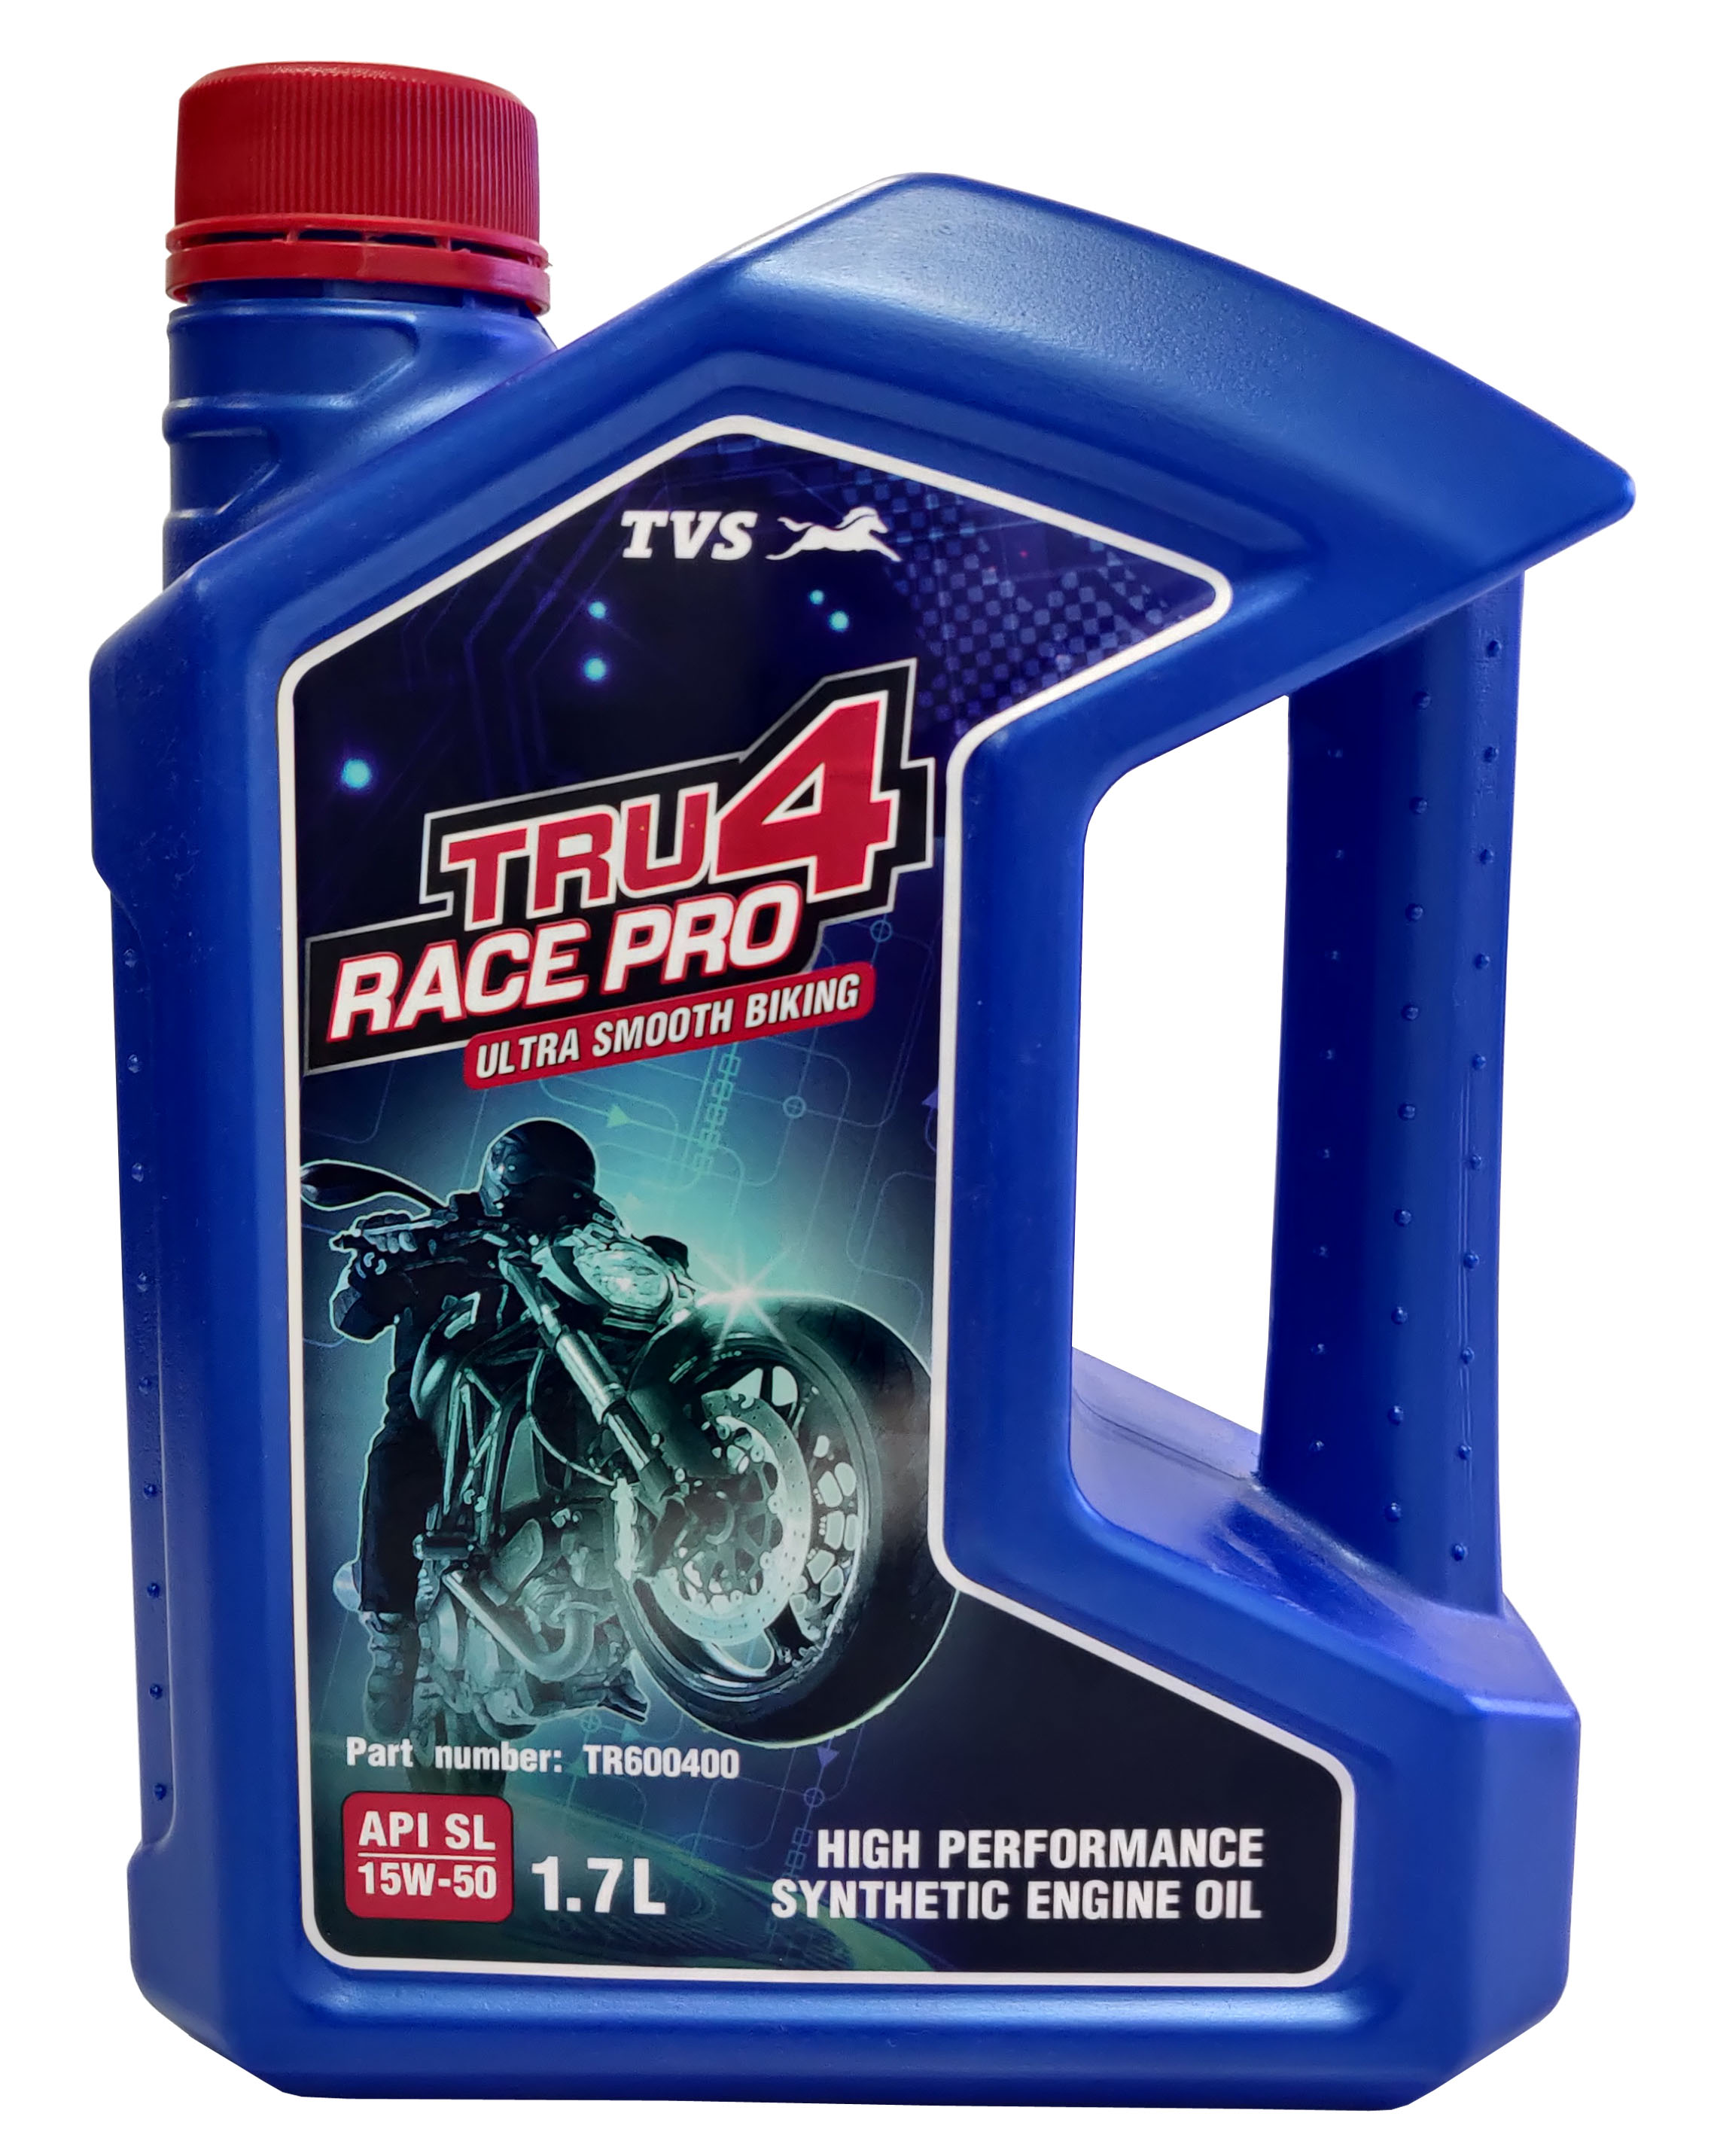 TVS
TRU4
RACE PRO
ULTRA SMOOTH BIKING
Part number: TR600400
API SL
15W-50
1.7L
HIGH PERFORMANCE
SYNTHETIC ENGINE OIL